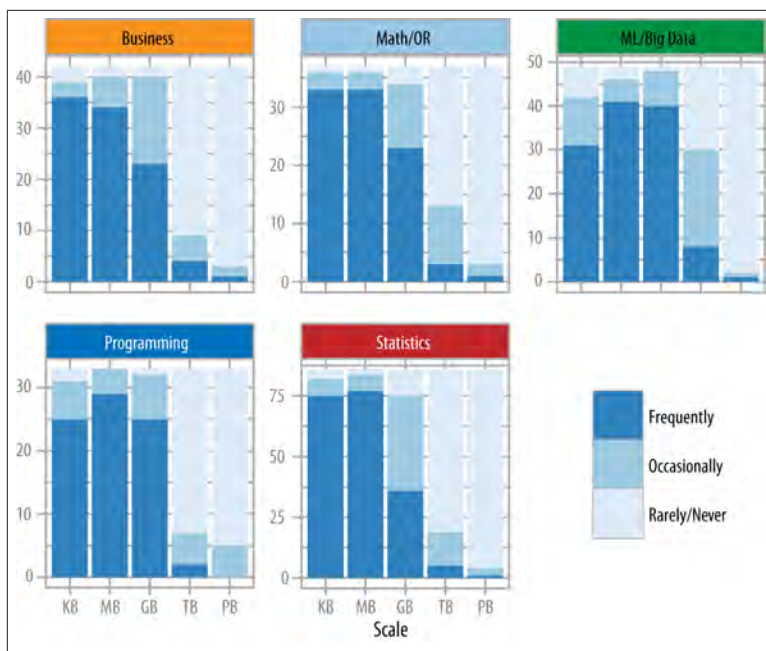 Business
Math/OR
ML/Big Data
40
30
20
10
0
30
20
10
0
50
40
30
20
10
0
Programming
Statistics
30
20
10
0
75
50
25
0
KB MB GB TB PB
KB MB GB TB PB
Scale
Frequently
Occasionally
Rarely/Never